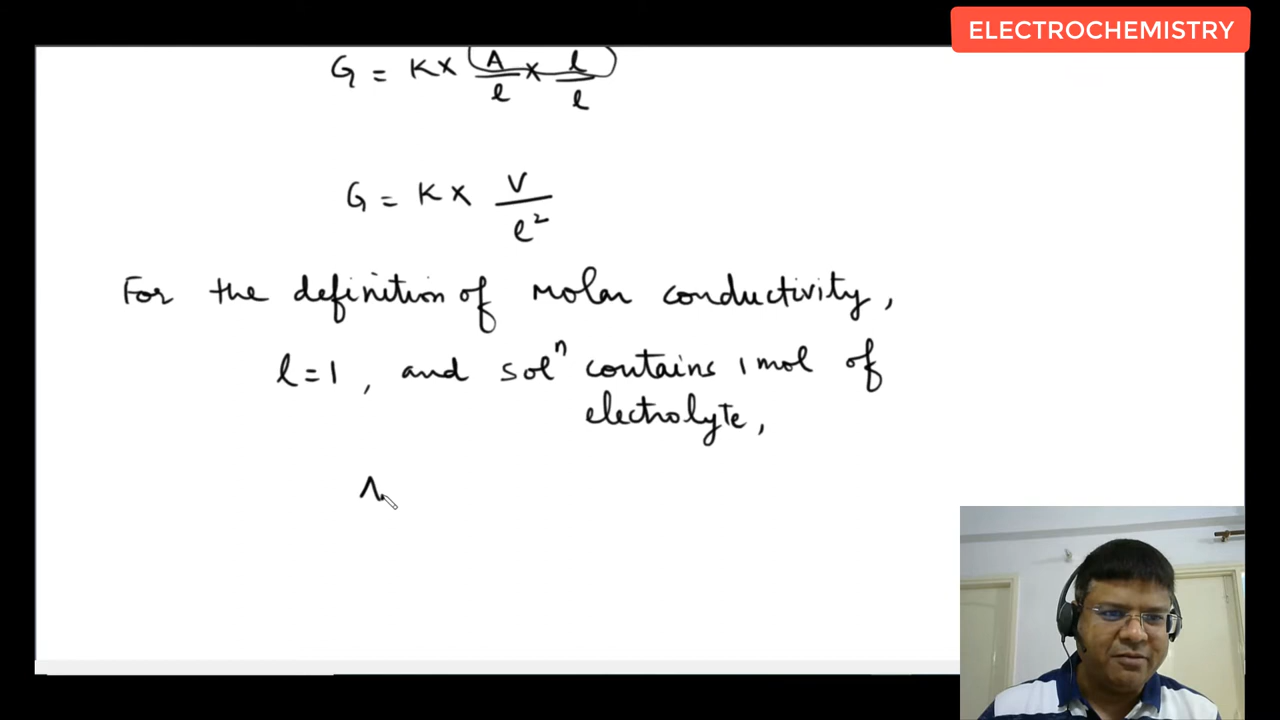 ELECTROCHEMISTRY
G = K× A/l × l/l
G = K× V/l²
For the definition of molar conductivity,
l=1, and solⁿ contains 1 mol of
electrolyte,
Λ